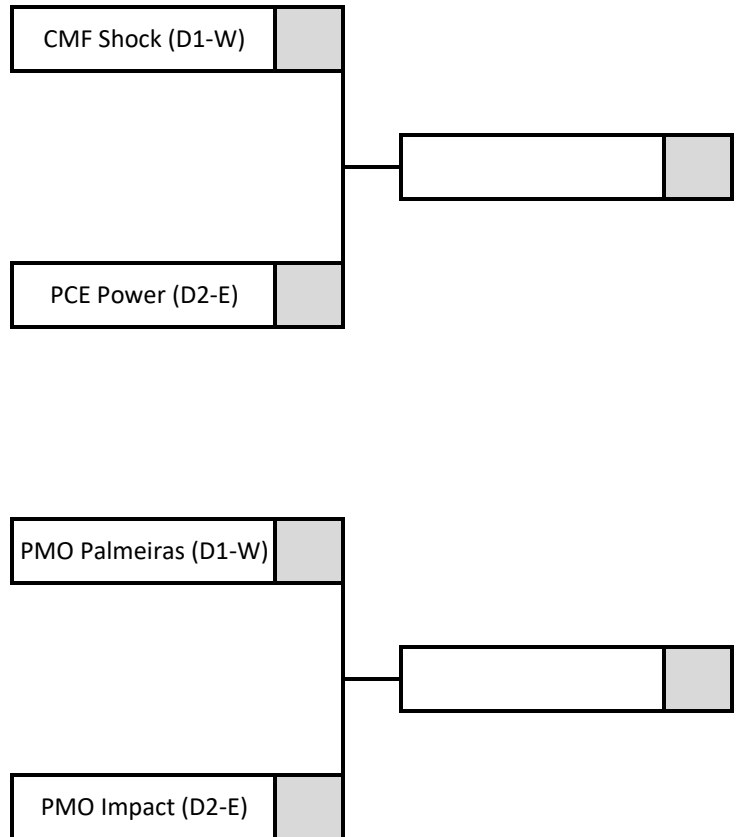 CMF Shock (D1-W)
PCE Power (D2-E)
PMO Palmeiras (D1-W)
PMO Impact (D2-E)